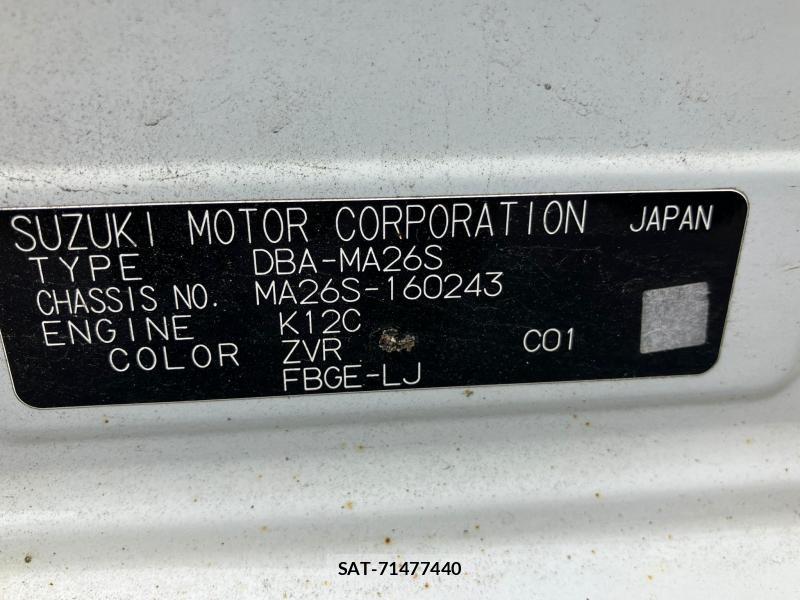 SUZUKI MOTOR CORPORATION JAPAN
TYPE DBA-MA26S
CHASSIS NO. MA26S-160243
ENGINE K12C
COLOR ZVR C01
FBGE-LJ
SAT-71477440